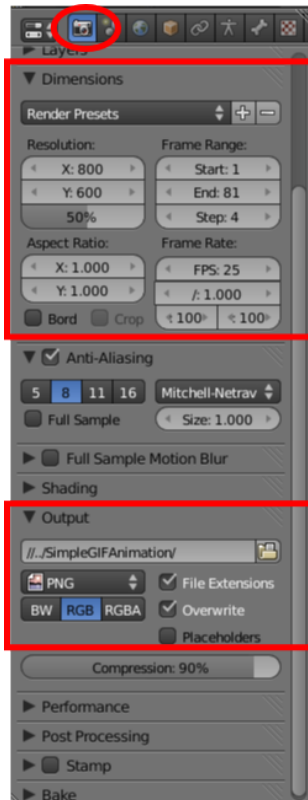 Layers
Dimensions
Render Presets
Resolution: Frame Range:
X: 800 Start: 1
Y: 600 End: 81
50% Step: 4
Aspect Ratio: Frame Rate:
X: 1.000 FPS: 25
Y: 1.000 /: 1.000
Bord Crop 100 100
Anti-Aliasing
5 8 11 16 Mitchell-Netrav
Full Sample Size: 1.000
Full Sample Motion Blur
Shading
Output
//../SimpleGIFAnimation/
PNG File Extensions
BW RGB RGBA Overwrite
Placeholders
Compression: 90%
Performance
Post Processing
Stamp
Bake